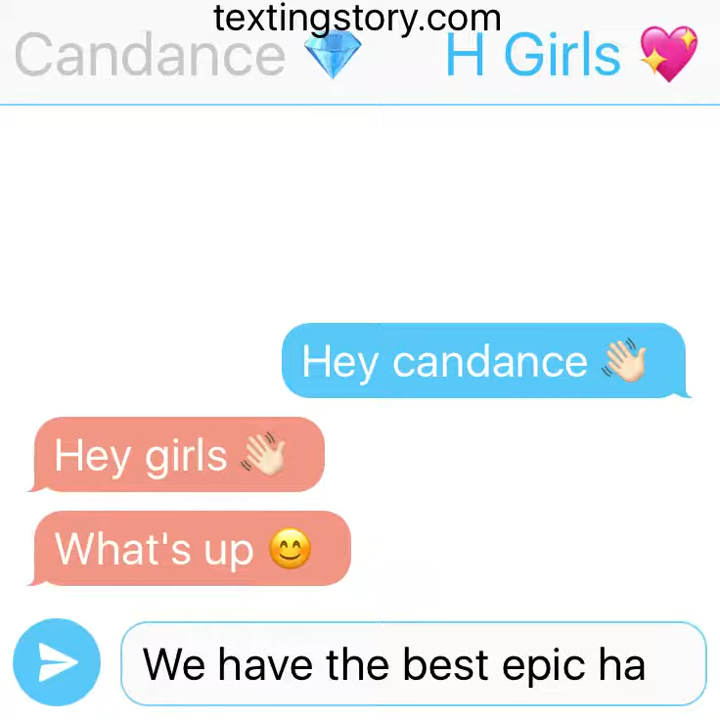 textingstory.com
Candance 💎 H Girls 💖
Hey candance 👋🏻
Hey girls 👋🏻
What's up 😊
We have the best epic ha